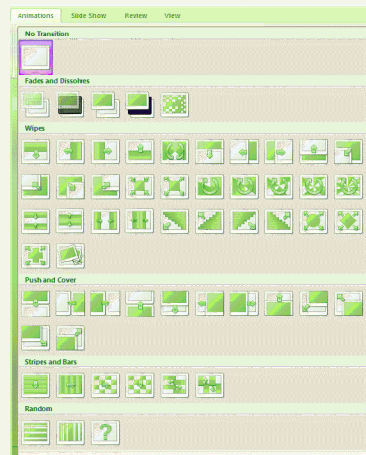 Animations Slide Show Review View
No Transition
Fades and Dissolves
Wipes
Push and Cover
Stripes and Bars
Random
?